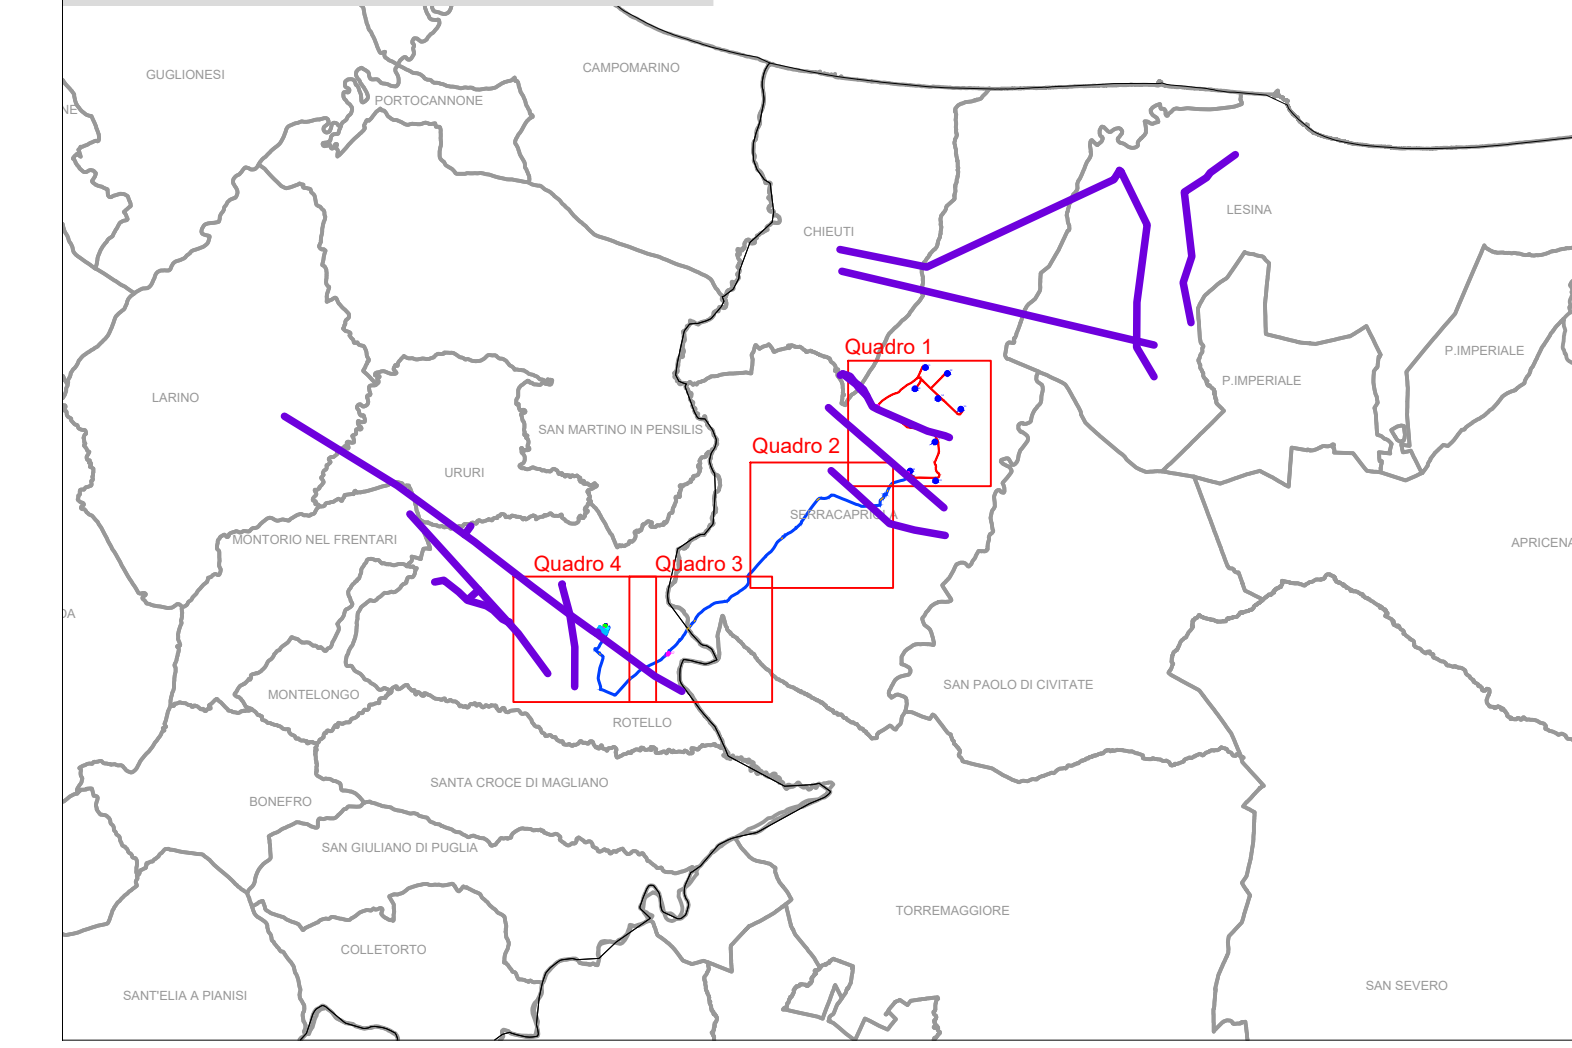 CAMPOMARINO
GUGLIONESI
PORTOCANNONE
NE
LESINA
CHIEUTI
Quadro 1
P.IMPERIALE
P.IMPERIALE
LARINO
SAN MARTINO IN PENSILIS
Quadro 2
URURI
SERRACAPRIOLA
MONTORIO NEL FRENTARI
APRICENA
Quadro 4
Quadro 3
DA
SAN PAOLO DI CIVITATE
MONTELONGO
ROTELLO
SANTA CROCE DI MAGLIANO
BONEFRO
SAN GIULIANO DI PUGLIA
TORREMAGGIORE
COLLETORTO
SAN SEVERO
SANT'ELIA A PIANISI